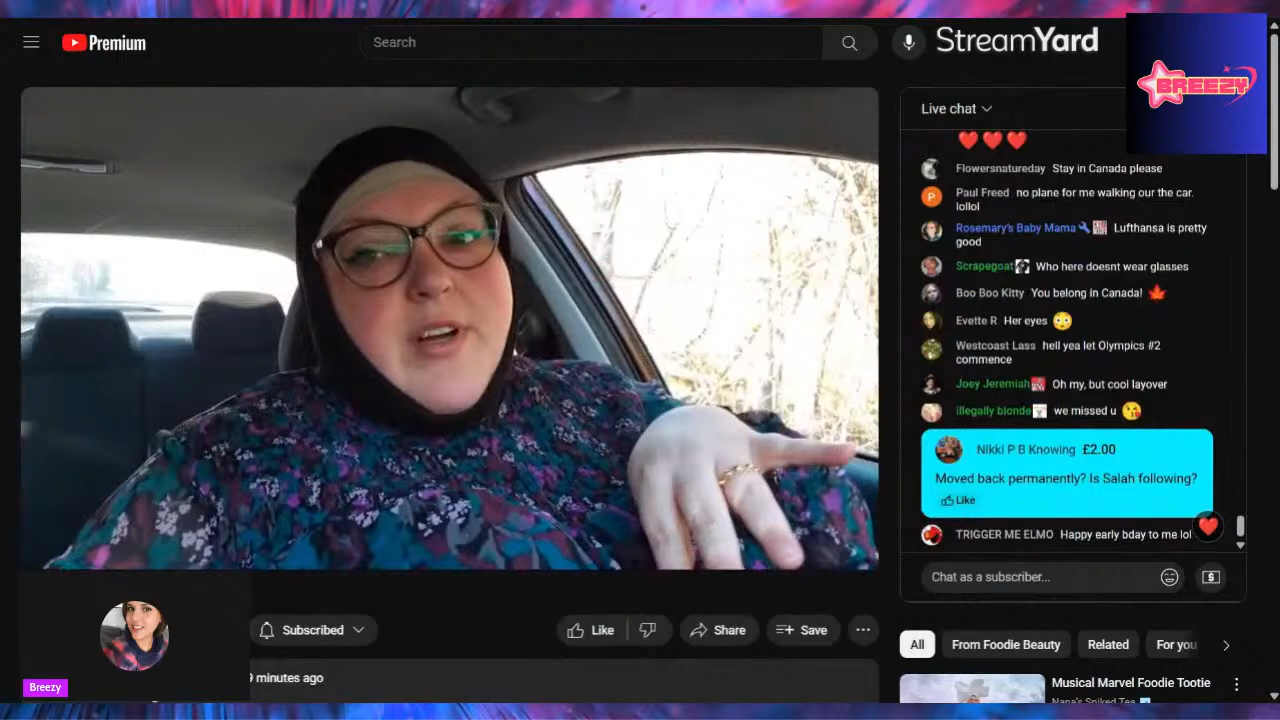 Premium
Search
StreamYard
BREEZY
Live chat
Flowersnatureday Stay in Canada please
Paul Freed no plane for me walking our the car.
lollol
Rosemary's Baby Mama Lufthansa is pretty
good
Scrapegoat Who here doesnt wear glasses
Boo Boo Kitty You belong in Canada!
Evette R Her eyes
Westcoast Lass hell yea let Olympics #2
commence
Joey Jeremiah Oh my, but cool layover
illegally blonde we missed u
Nikki P B Knowing £2.00
Moved back permanently? Is Salah following?
Like
TRIGGER ME ELMO Happy early bday to me lol
Chat as a subscriber...
Subscribed
Like
Share
Save
All
From Foodie Beauty
Related
For you
9 minutes ago
Breezy
Musical Marvel Foodie Tootie
Nana's Spiked Tea